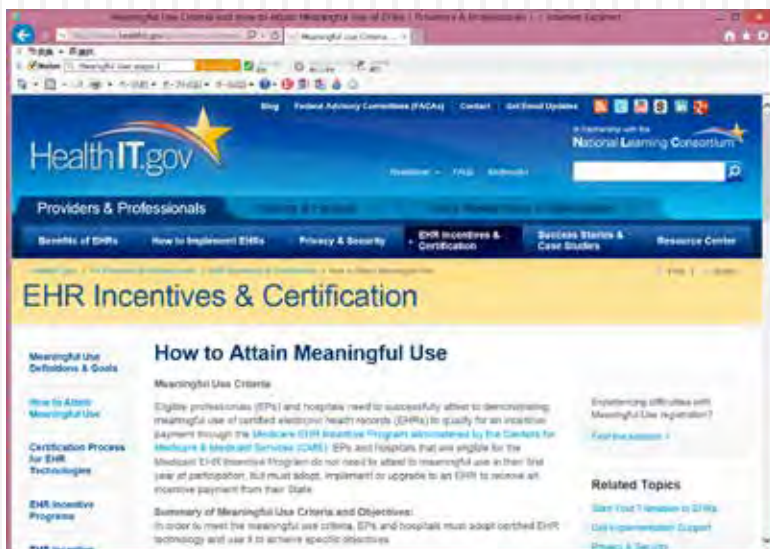 Meaningful Use Criteria and How to Attain Meaningful Use of EHRs | Providers & Professionals | Internet Explorer
Meaningful Use Criteria
Blog Federal Advisory Committees (FACAs) Contact Get Email Updates
HealthIT.gov
In Partnership with the
National Learning Consortium
Newsroom FAQs
Providers & Professionals
Benefits of EHRs How to Implement EHRs Privacy & Security EHR Incentives & Certification Success Stories & Case Studies Resource Center
EHR Incentives & Certification
Meaningful Use
Definitions & Goals
How to Attain
Meaningful Use
Certification Process
for EHR
Technologies
EHR Incentive
Programs
EHR Incentive
How to Attain Meaningful Use
Meaningful Use Criteria
Eligible professionals (EPs) and hospitals need to successfully attest to demonstrating
meaningful use of certified electronic health records (EHRs) to qualify for an incentive
payment through the Medicare EHR Incentive Program administered by the Centers for
Medicare & Medicaid Services (CMS). EPs and hospitals that are eligible for the
Medicaid EHR Incentive Program do not need to attest to meaningful use in their first
year of participation, but must adopt, implement or upgrade to an EHR to receive an
incentive payment from their State.
Summary of Meaningful Use Criteria and Objectives:
In order to meet the meaningful use criteria, EPs and hospitals must adopt certified EHR
technology and use it to achieve specific objectives.
Experiencing difficulties with
Meaningful Use registration?
Related Topics
Start Your Transition to EHRs
Get Implementation Support
Privacy & Security